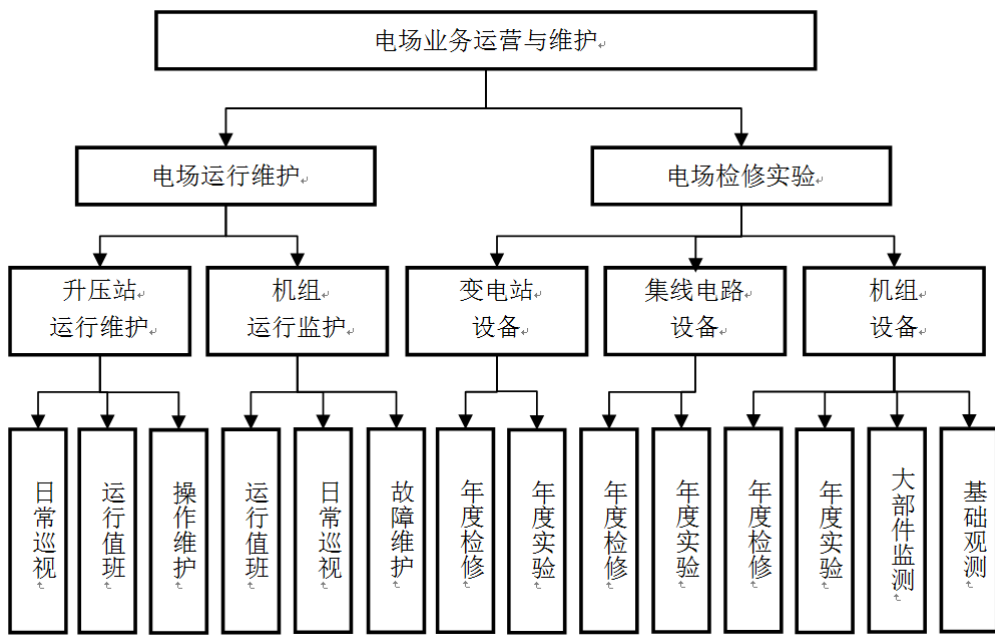 电场业务运营与维护
电场运行维护
电场检修实验
升压站
运行维护
机组
运行监护
变电站
设备
集线电路
设备
机组
设备
日常巡视
运行值班
操作维护
运行值班
日常巡视
故障维护
年度检修
年度实验
年度检修
年度实验
年度检修
年度实验
大部件监测
基础观测